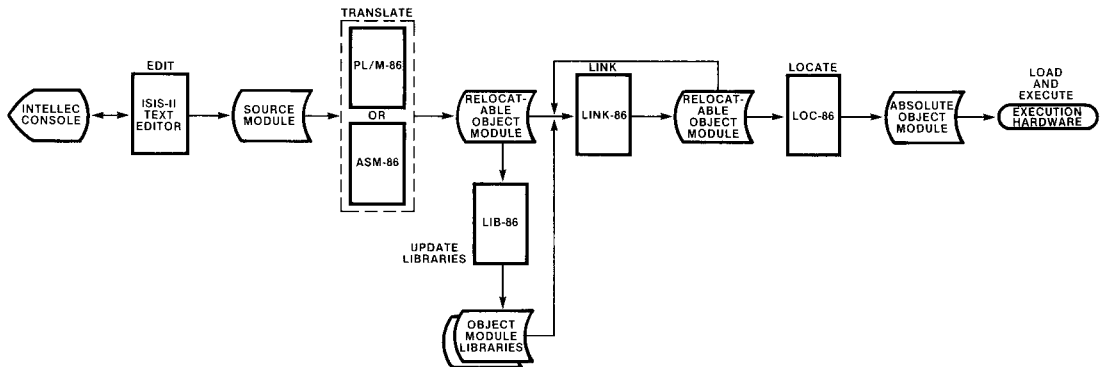 TRANSLATE
EDIT
INTELLEC
CONSOLE
ISIS-II
TEXT
EDITOR
SOURCE
MODULE
PL/M-86
OR
ASM-86
RELOCAT-
ABLE
OBJECT
MODULE
LIB-86
UPDATE
LIBRARIES
OBJECT
MODULE
LIBRARIES
LINK
LINK-86
RELOCAT-
ABLE
OBJECT
MODULE
LOCATE
LOC-86
ABSOLUTE
OBJECT
MODULE
LOAD
AND
EXECUTE
EXECUTION
HARDWARE